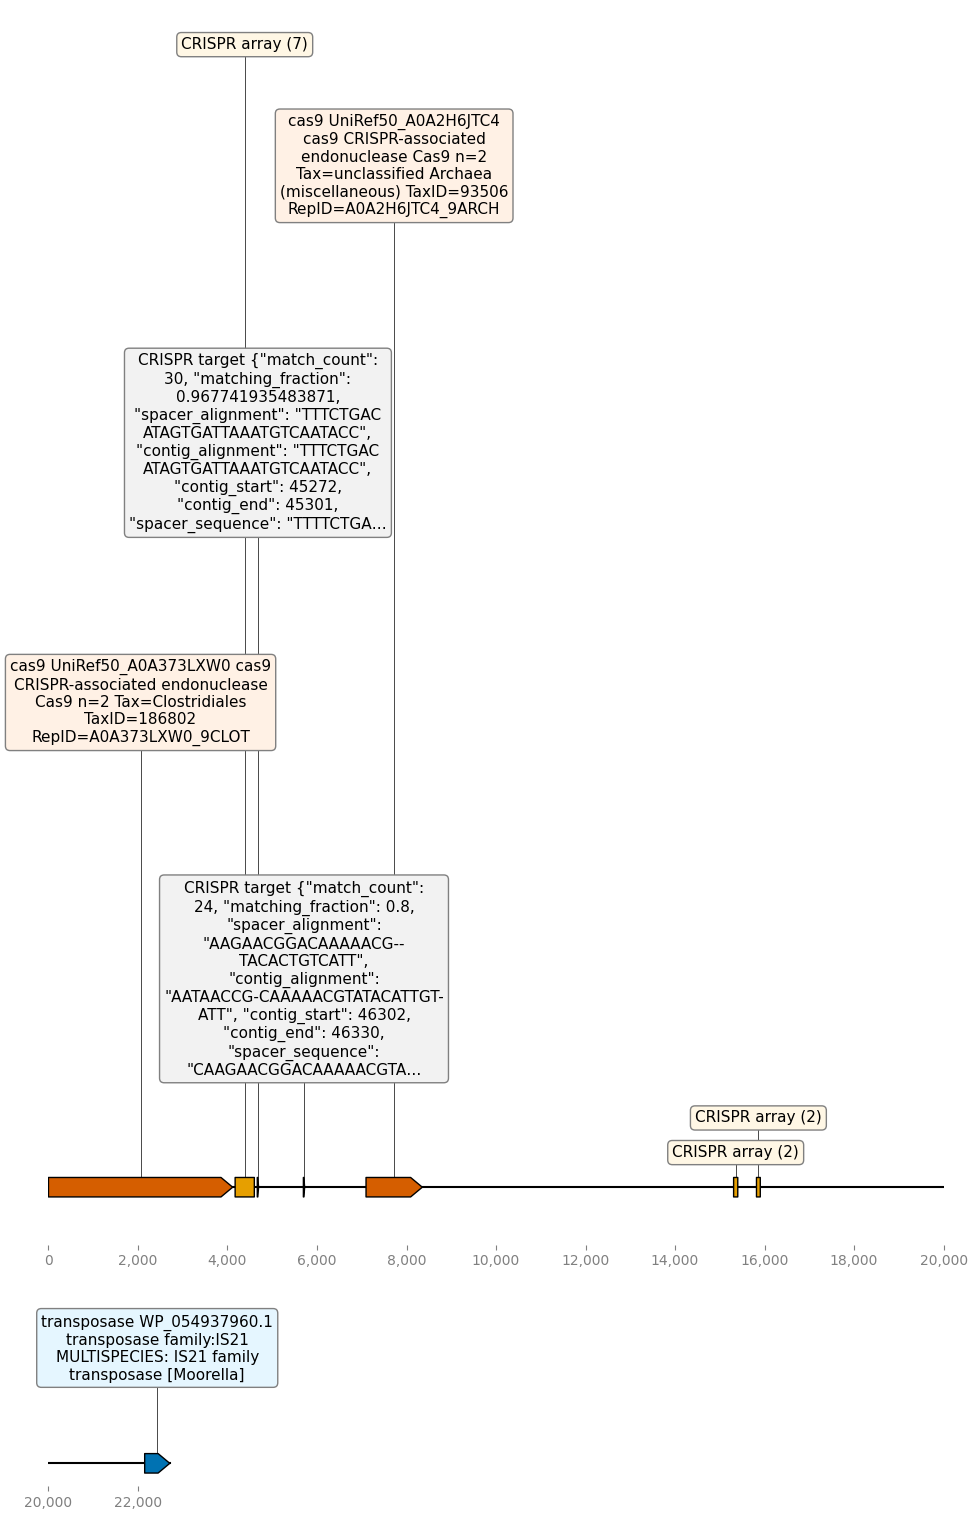 CRISPR array (7)
cas9 UniRef50_A0A2H6JTC4
cas9 CRISPR-associated
endonuclease Cas9 n=2
Tax=unclassified Archaea
(miscellaneous) TaxID=93506
RepID=A0A2H6JTC4_9ARCH
CRISPR target {"match_count":
30, "matching_fraction":
0.967741935483871,
"spacer_alignment": "TTTCTGAC
ATAGTGATTAAATGTCAATACC",
"contig_alignment": "TTTCTGAC
ATAGTGATTAAATGTCAATACC",
"contig_start": 45272,
"contig_end": 45301,
"spacer_sequence": "TTTTCTGA...
cas9 UniRef50_A0A373LXW0 cas9
CRISPR-associated endonuclease
Cas9 n=2 Tax=Clostridiales
TaxID=186802
RepID=A0A373LXW0_9CLOT
CRISPR target {"match_count":
24, "matching_fraction": 0.8,
"spacer_alignment":
"AAGAACGGACAAAAACG--
TACACTGTCATT",
"contig_alignment":
"AATAACCG-CAAAAACGTATACATTGT-
ATT", "contig_start": 46302,
"contig_end": 46330,
"spacer_sequence":
"CAAGAACGGACAAAAACGTA...
CRISPR array (2)
CRISPR array (2)
0 2,000 4,000 6,000 8,000 10,000 12,000 14,000 16,000 18,000 20,000
transposase WP_054937960.1
transposase family:IS21
MULTISPECIES: IS21 family
transposase [Moorella]
20,000 22,000